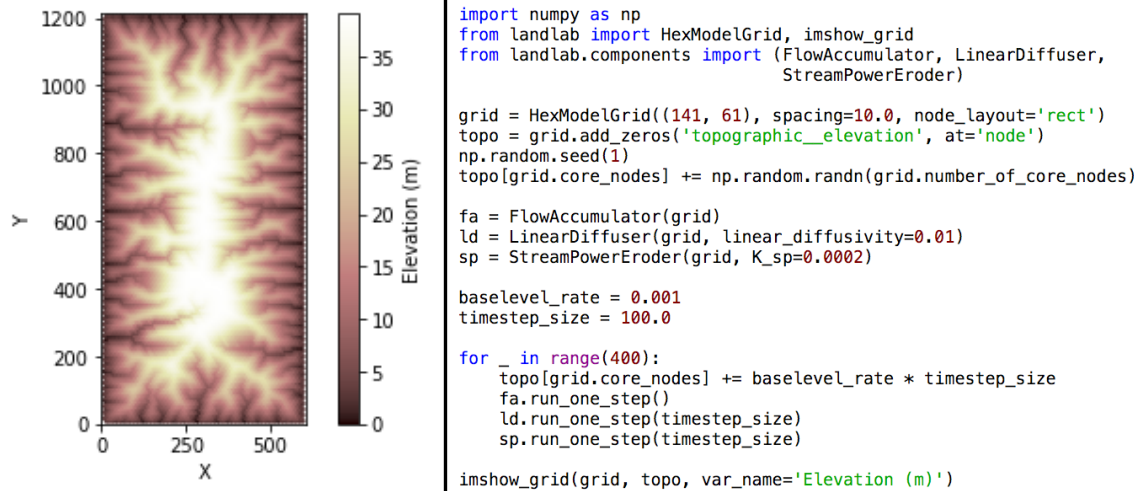 1200
1000
800
600
400
200
0
Y
0
250
500
X
35
30
25
20
15
10
5
0
Elevation (m)
import numpy as np
from landlab import HexModelGrid, imshow_grid
from landlab.components import (FlowAccumulator, LinearDiffuser,
StreamPowerEroder)
grid = HexModelGrid((141, 61), spacing=10.0, node_layout='rect')
topo = grid.add_zeros('topographic__elevation', at='node')
np.random.seed(1)
topo[grid.core_nodes] += np.random.randn(grid.number_of_core_nodes)
fa = FlowAccumulator(grid)
ld = LinearDiffuser(grid, linear_diffusivity=0.01)
sp = StreamPowerEroder(grid, K_sp=0.0002)
baselevel_rate = 0.001
timestep_size = 100.0
for _ in range(400):
topo[grid.core_nodes] += baselevel_rate * timestep_size
fa.run_one_step()
ld.run_one_step(timestep_size)
sp.run_one_step(timestep_size)
imshow_grid(grid, topo, var_name='Elevation (m)')